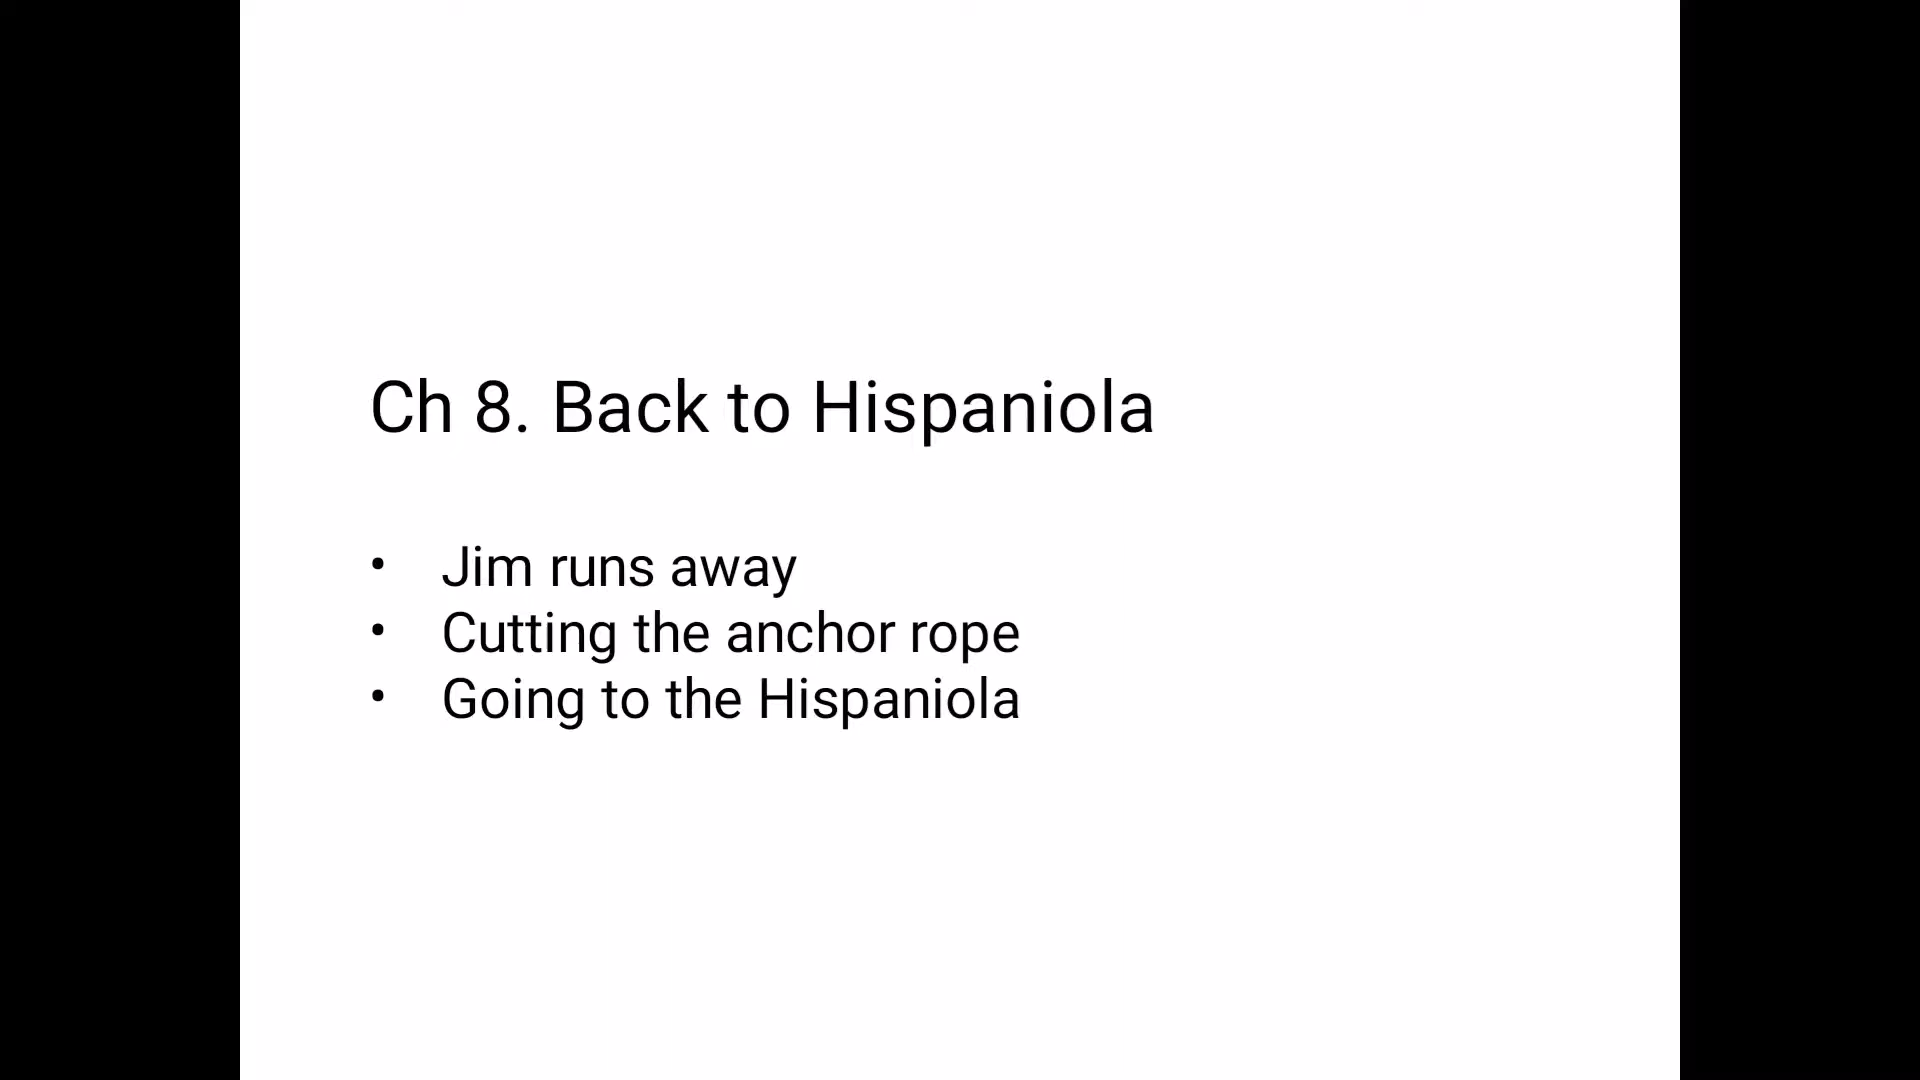 Ch 8. Back to Hispaniola
• Jim runs away
• Cutting the anchor rope
• Going to the Hispaniola